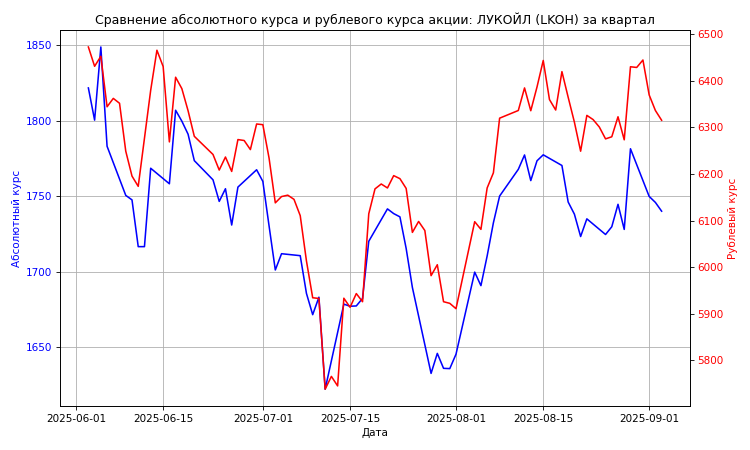 Сравнение абсолютного курса и рублевого курса акции: ЛУКОЙЛ (LKOH) за квартал
1850
1800
1750
1700
1650
Абсолютный курс
6500
6400
6300
6200
6100
6000
5900
5800
Рублевый курс
2025-06-01 2025-06-15 2025-07-01 2025-07-15 2025-08-01 2025-08-15 2025-09-01
Дата